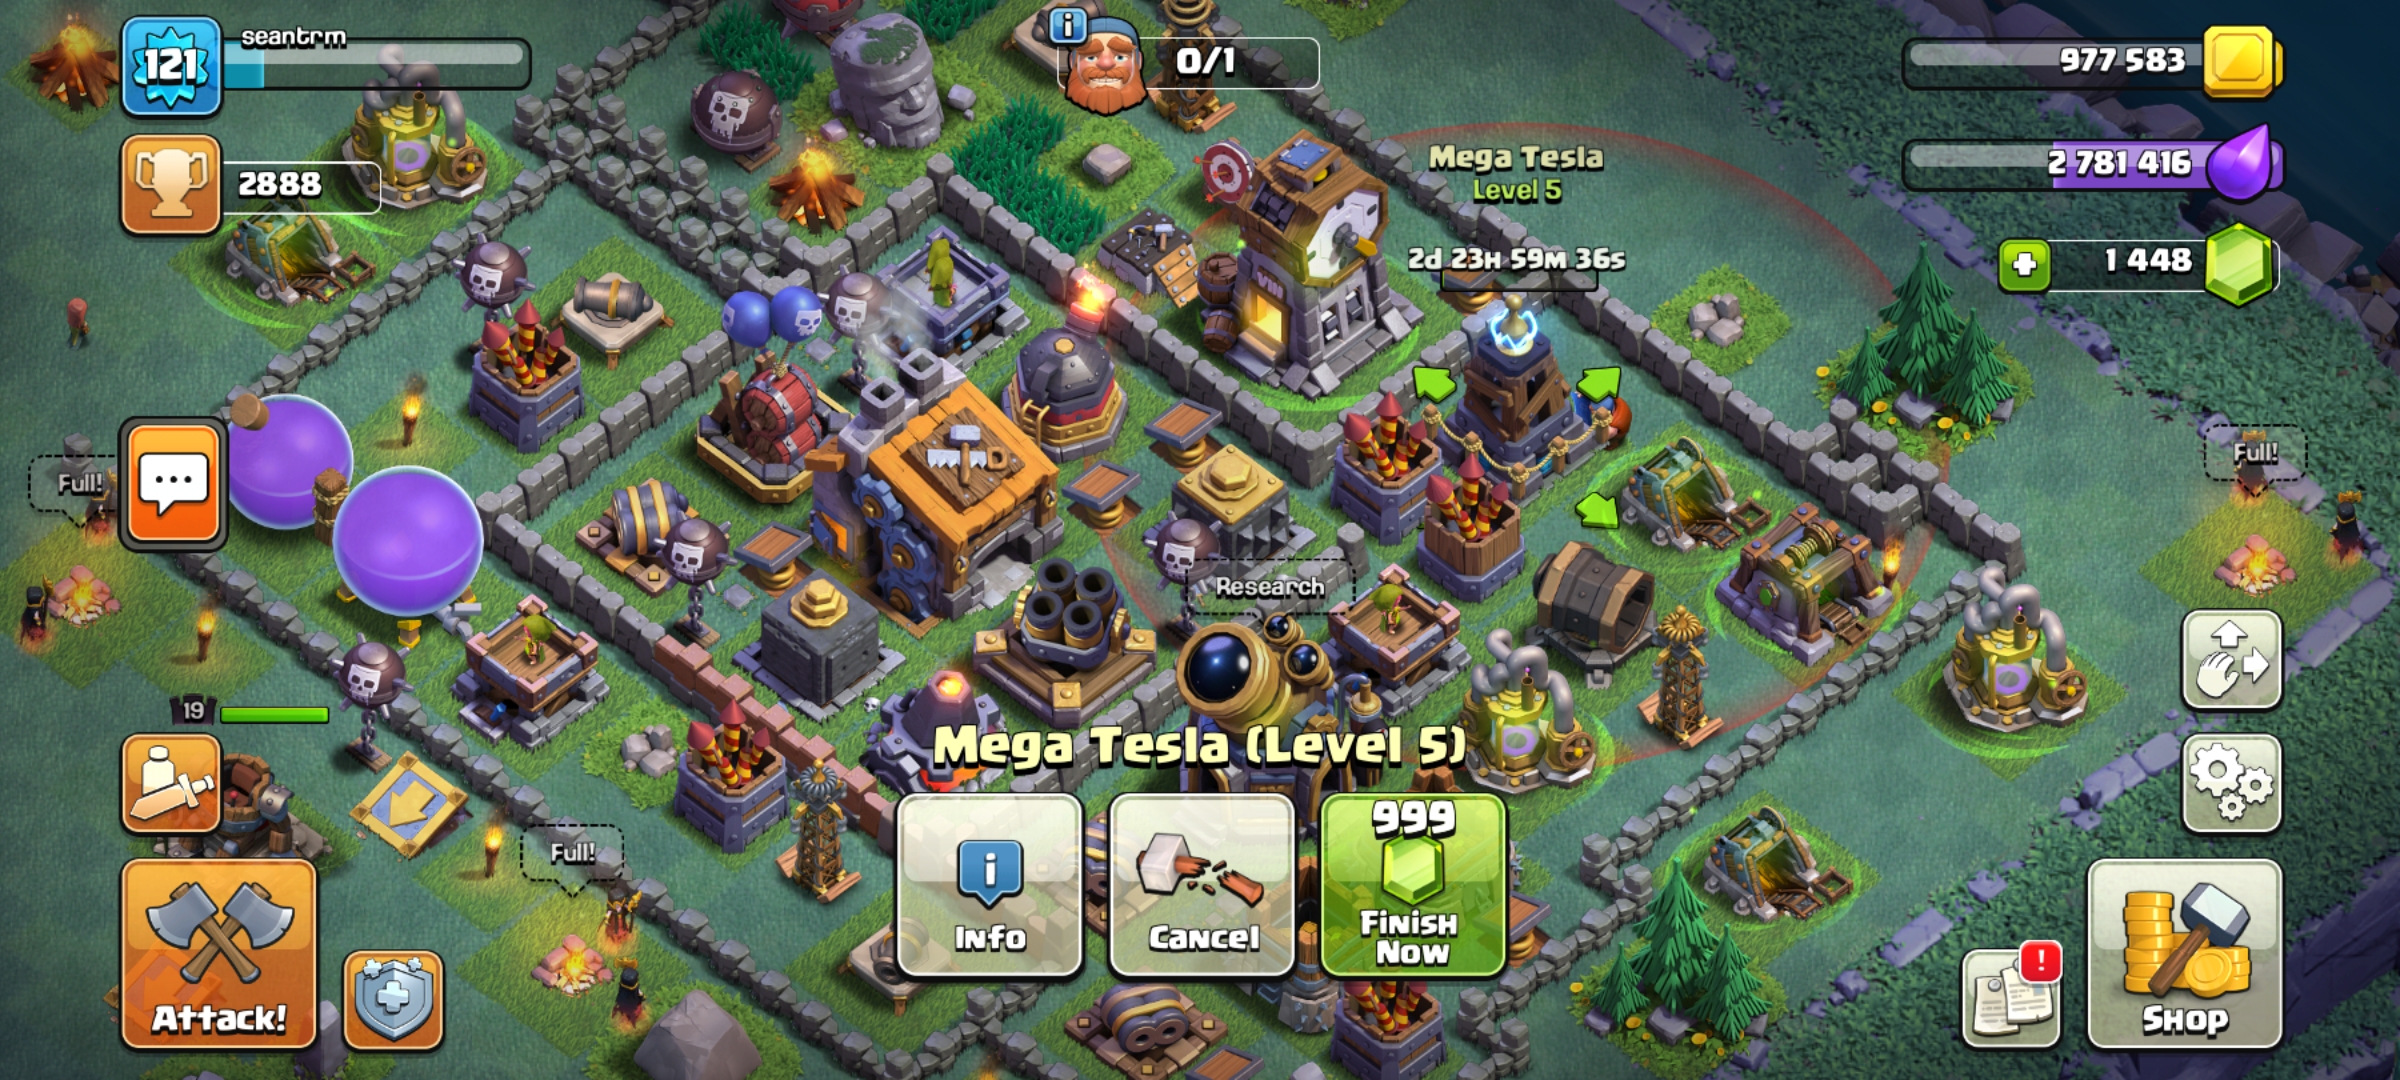 121
seantrm
0/1
977 583
2888
Mega Tesla
Level 5
2 781 416
2d 23H 59M 36s
1 448
VIII
Full!
Full!
Research
19
Mega Tesla (Level 5)
999
Full!
Info
Cancel
Finish
Now
!
Attack!
Shop